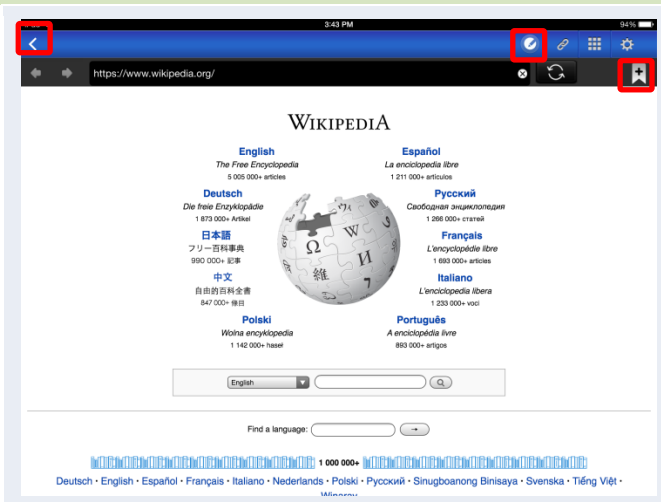 3:43 PM
94%
https://www.wikipedia.org/
WIKIPEDIA
English
The Free Encyclopedia
5 005 000+ articles
Español
La enciclopedia libre
1 211 000+ artículos
Deutsch
Die freie Enzyklopädie
1 873 000+ Artikel
Русский
Свободная энциклопедия
1 266 000+ статей
日本語
フリー百科事典
990 000+ 記事
Français
L'encyclopédie libre
1 693 000+ articles
中文
自由的百科全書
847 000+ 條目
Italiano
L'enciclopedia libera
1 233 000+ voci
Polski
Wolna encyklopedia
1 142 000+ haseł
Português
A enciclopédia livre
893 000+ artigos
Ω W И 維 7
English
Find a language:
1 000 000+
Deutsch · English · Español · Français · Italiano · Nederlands · Polski · Русский · Sinugboanong Binisaya · Svenska · Tiếng Việt ·